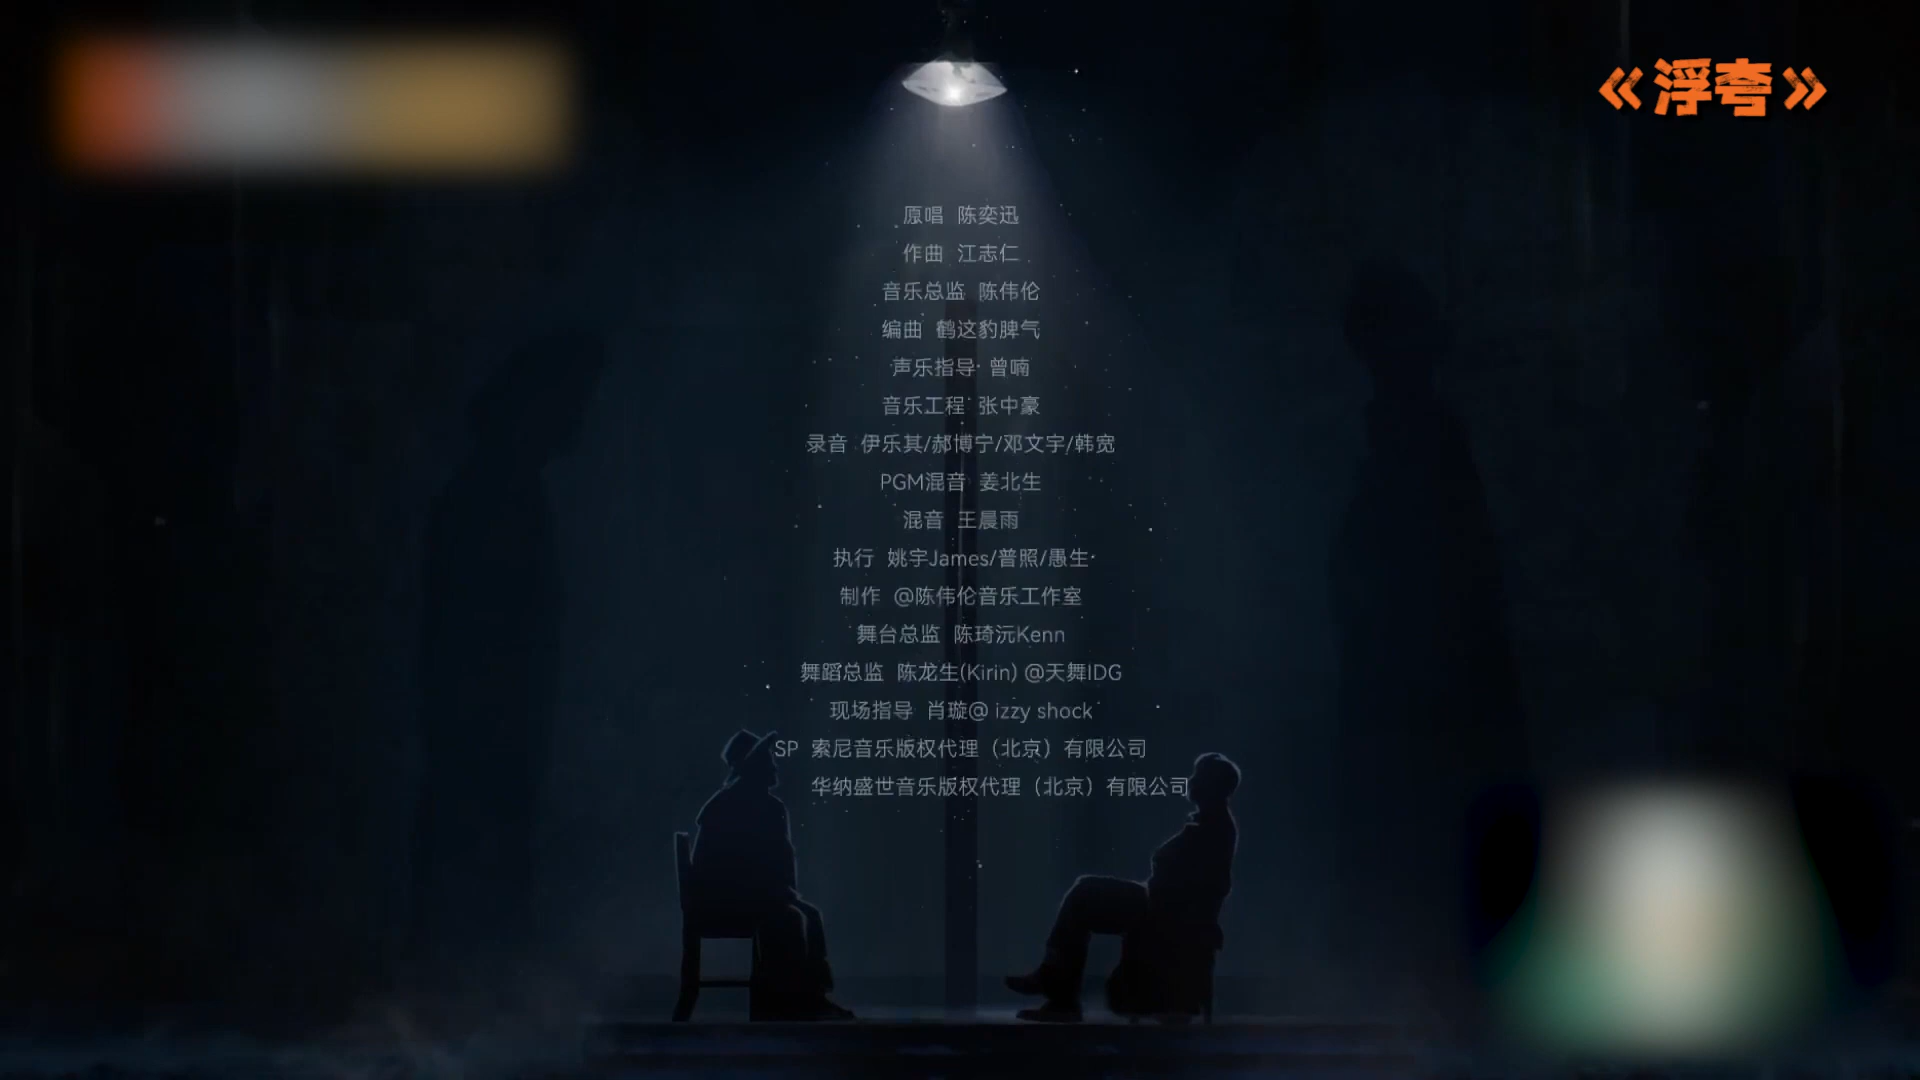 《浮夸》
原唱 陈奕迅
作曲 江志仁
音乐总监 陈伟伦
编曲 鹤这豹脾气
声乐指导 曾喃
音乐工程 张中豪
录音 伊乐其/郝博宁/邓文宇/韩宽
PGM混音 姜北生
混音 王晨雨
执行 姚宇James/普照/愚生
制作 @陈伟伦音乐工作室
舞台总监 陈琦沅Kenn
舞蹈总监 陈龙生(Kirin) @天舞IDG
现场指导 肖璇@ izzy shock
SP 索尼音乐版权代理（北京）有限公司
华纳盛世音乐版权代理（北京）有限公司